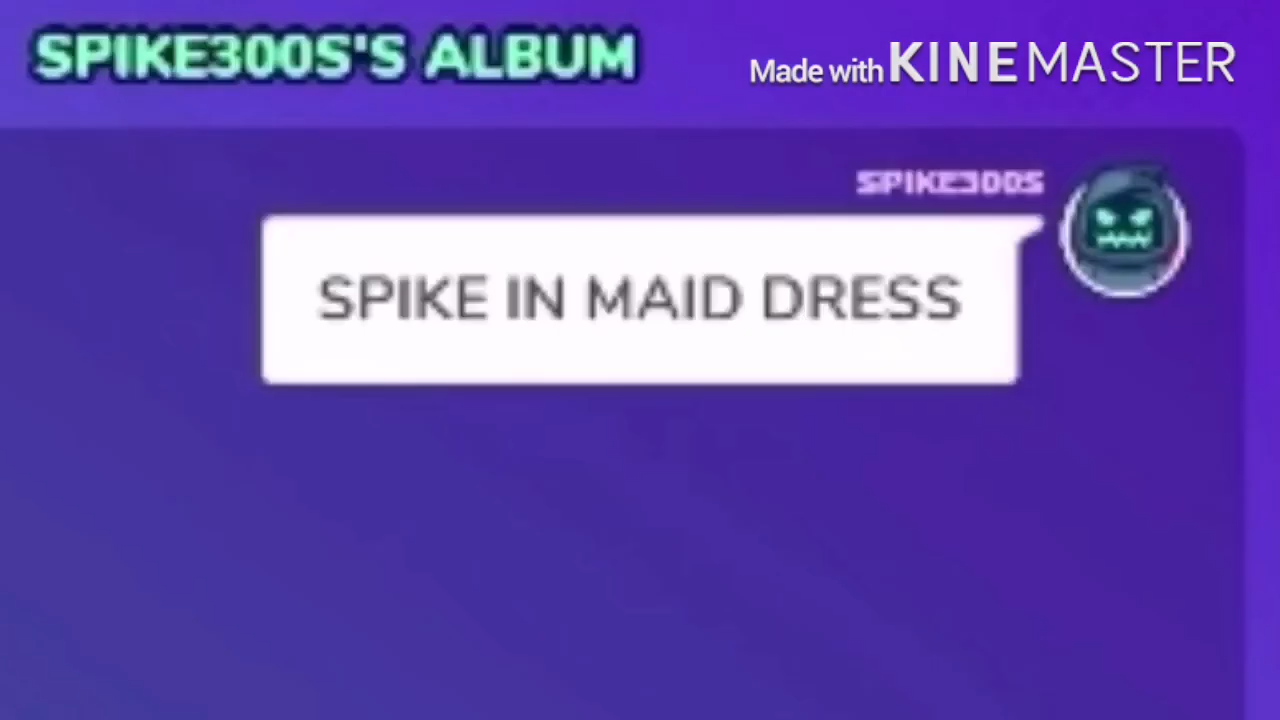 SPIKE300S'S ALBUM
Made with KINEMASTER
SPIKE300S
SPIKE IN MAID DRESS